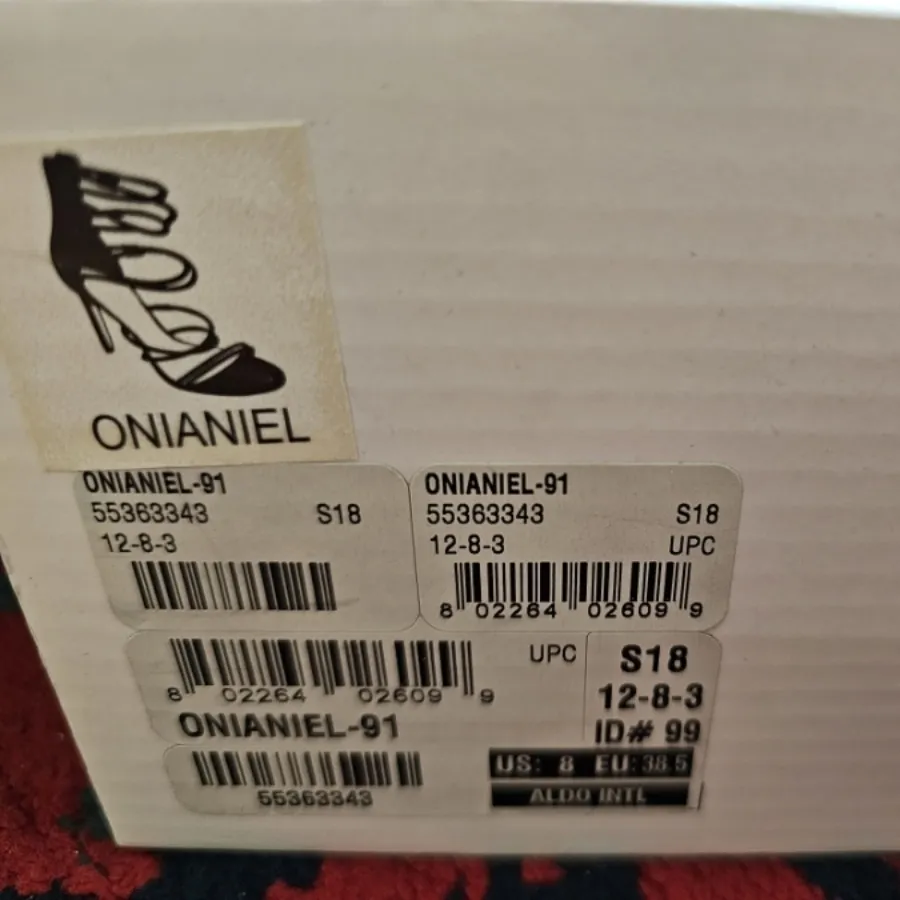 ONIANIEL
ONIANIEL-91
55363343 S18
12-8-3
ONIANIEL-91
55363343 S18
12-8-3 UPC
8 02264 02609 9
UPC
8 02264 02609 9
ONIANIEL-91
55363343
S18
12-8-3
ID# 99
US: 8 EU: 38.5
ALDO INTL